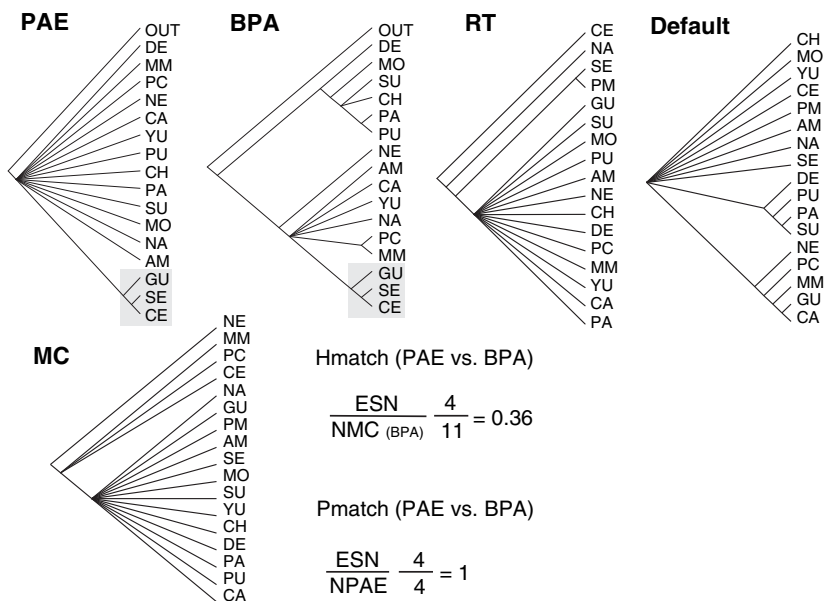 PAE
OUT
DE
MM
PC
NE
CA
YU
PU
CH
PA
SU
MO
NA
AM
GU
SE
CE
BPA
OUT
DE
MO
SU
CH
PA
PU
NE
AM
CA
YU
NA
PC
MM
GU
SE
CE
RT
CE
NA
SE
PM
GU
SU
MO
PU
AM
NE
CH
DE
PC
MM
YU
CA
PA
Default
CH
MO
YU
CE
PM
AM
NA
SE
DE
PU
PA
SU
NE
PC
MM
GU
CA
MC
NE
MM
PC
CE
NA
GU
PM
AM
SE
MO
SU
YU
CH
DE
PA
PU
CA
Hmatch (PAE vs. BPA)
ESN 4
NMC (BPA) 11 = 0.36
Pmatch (PAE vs. BPA)
ESN 4
NPAE 4 = 1